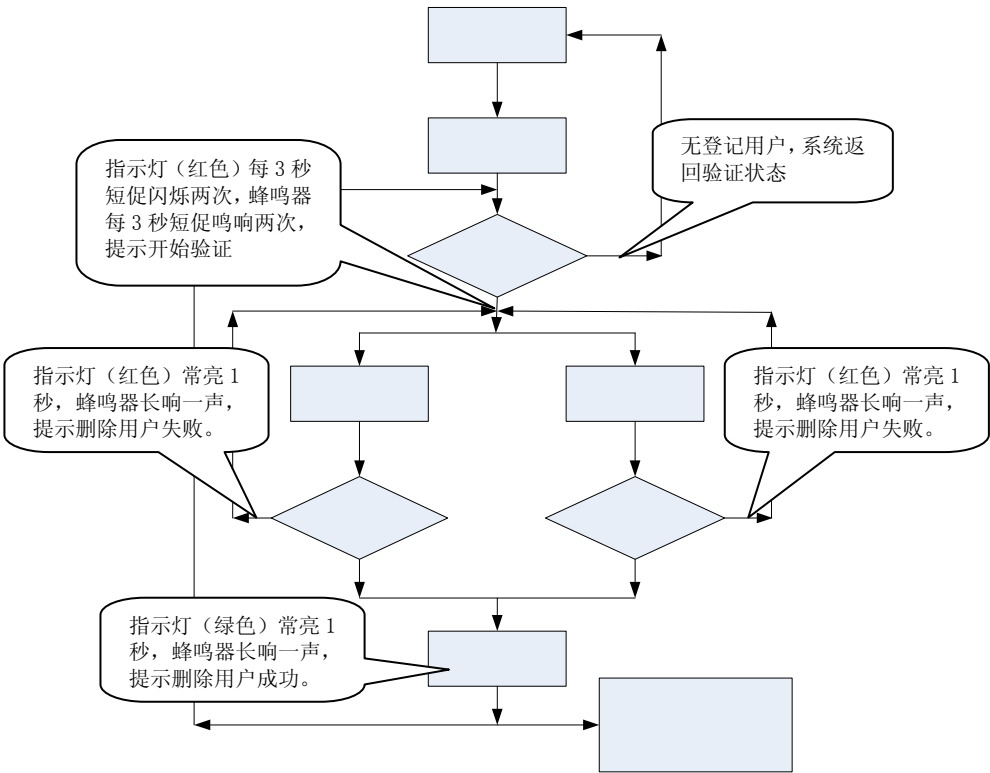 无登记用户，系统返
回验证状态
指示灯（红色）每3秒
短促闪烁两次，蜂鸣器
每3秒短促鸣响两次，
提示开始验证
指示灯（红色）常亮1
秒，蜂鸣器长响一声，
提示删除用户失败。
指示灯（红色）常亮1
秒，蜂鸣器长响一声，
提示删除用户失败。
指示灯（绿色）常亮1
秒，蜂鸣器长响一声，
提示删除用户成功。